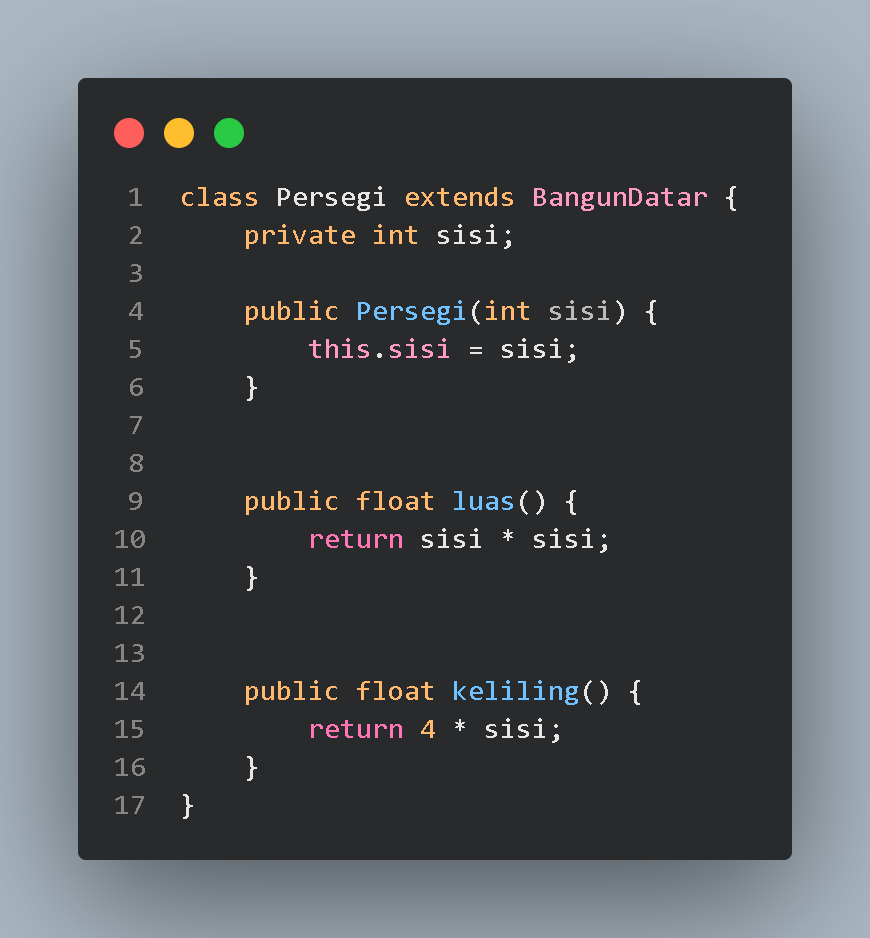 1 class Persegi extends BangunDatar {
2     private int sisi;
3
4     public Persegi(int sisi) {
5         this.sisi = sisi;
6     }
7
8
9     public float luas() {
10         return sisi * sisi;
11     }
12
13
14     public float keliling() {
15         return 4 * sisi;
16     }
17 }